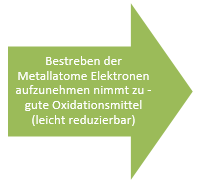 Bestreben der
Metallatome Elektronen
aufzunehmen nimmt zu -
gute Oxidationsmittel
(leicht reduzierbar)